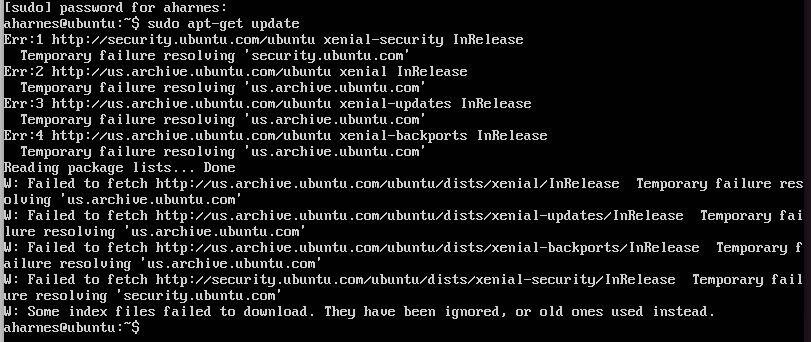 [sudo] password for aharnes:
aharnes@ubuntu:~$ sudo apt-get update
Err:1 http://security.ubuntu.com/ubuntu xenial-security InRelease
  Temporary failure resolving 'security.ubuntu.com'
Err:2 http://us.archive.ubuntu.com/ubuntu xenial InRelease
  Temporary failure resolving 'us.archive.ubuntu.com'
Err:3 http://us.archive.ubuntu.com/ubuntu xenial-updates InRelease
  Temporary failure resolving 'us.archive.ubuntu.com'
Err:4 http://us.archive.ubuntu.com/ubuntu xenial-backports InRelease
  Temporary failure resolving 'us.archive.ubuntu.com'
Reading package lists... Done
W: Failed to fetch http://us.archive.ubuntu.com/ubuntu/dists/xenial/InRelease  Temporary failure res
olving 'us.archive.ubuntu.com'
W: Failed to fetch http://us.archive.ubuntu.com/ubuntu/dists/xenial-updates/InRelease  Temporary fai
lure resolving 'us.archive.ubuntu.com'
W: Failed to fetch http://us.archive.ubuntu.com/ubuntu/dists/xenial-backports/InRelease  Temporary f
ailure resolving 'us.archive.ubuntu.com'
W: Failed to fetch http://security.ubuntu.com/ubuntu/dists/xenial-security/InRelease  Temporary fail
ure resolving 'security.ubuntu.com'
W: Some index files failed to download. They have been ignored, or old ones used instead.
aharnes@ubuntu:~$